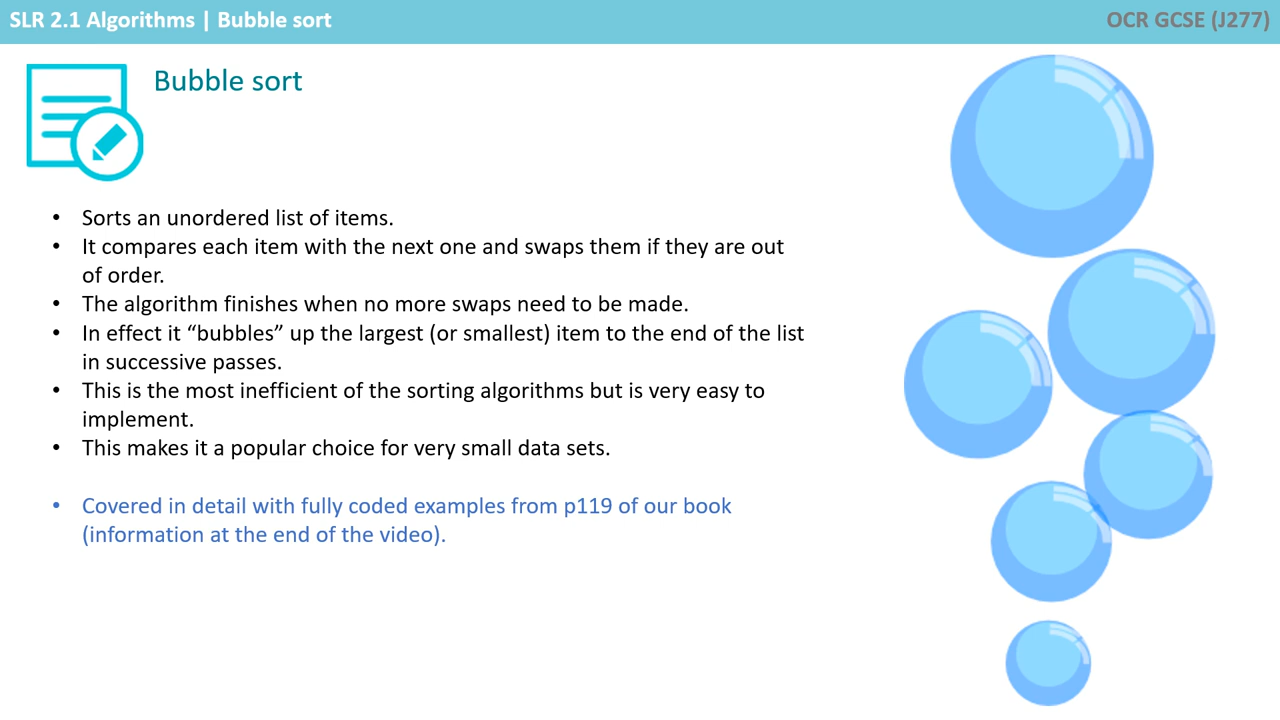 SLR 2.1 Algorithms | Bubble sort
OCR GCSE (J277)
Bubble sort
• Sorts an unordered list of items.
• It compares each item with the next one and swaps them if they are out
of order.
• The algorithm finishes when no more swaps need to be made.
• In effect it “bubbles” up the largest (or smallest) item to the end of the list
in successive passes.
• This is the most inefficient of the sorting algorithms but is very easy to
implement.
• This makes it a popular choice for very small data sets.
• Covered in detail with fully coded examples from p119 of our book
(information at the end of the video).